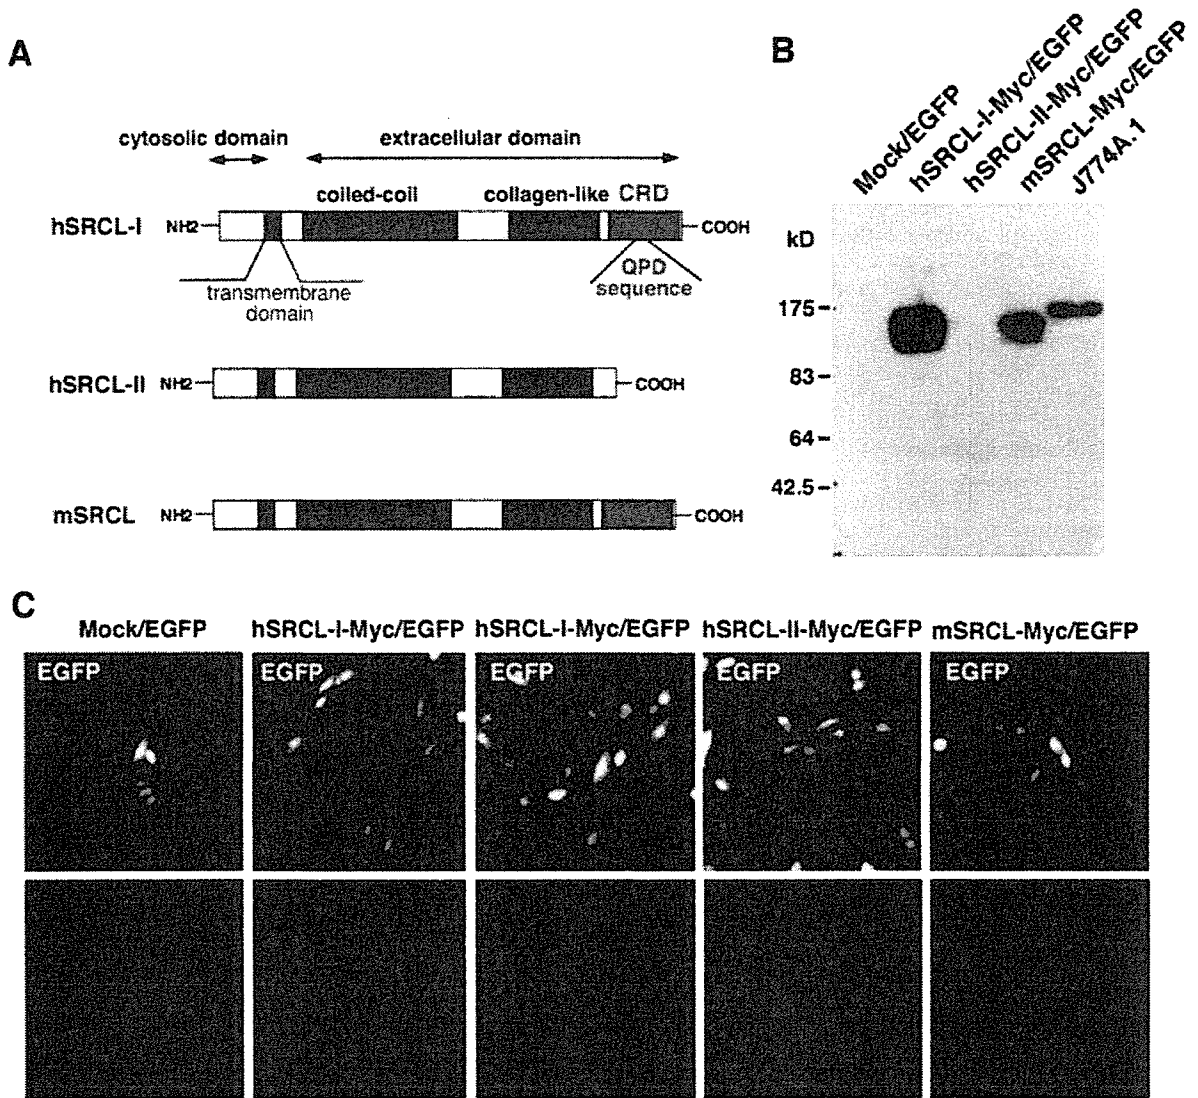 A
cytosolic domain
extracellular domain
coiled-coil
collagen-like
CRD
hSRCL-I
NH2
COOH
transmembrane
domain
QPD
sequence
hSRCL-II
NH2
COOH
mSRCL
NH2
COOH
B
Mock/EGFP
hSRCL-I-Myc/EGFP
hSRCL-II-Myc/EGFP
mSRCL-Myc/EGFP
J774A.1
kD
175
83
64
42.5
C
Mock/EGFP
hSRCL-I-Myc/EGFP
hSRCL-I-Myc/EGFP
hSRCL-II-Myc/EGFP
mSRCL-Myc/EGFP
EGFP
EGFP
EGFP
EGFP
EGFP